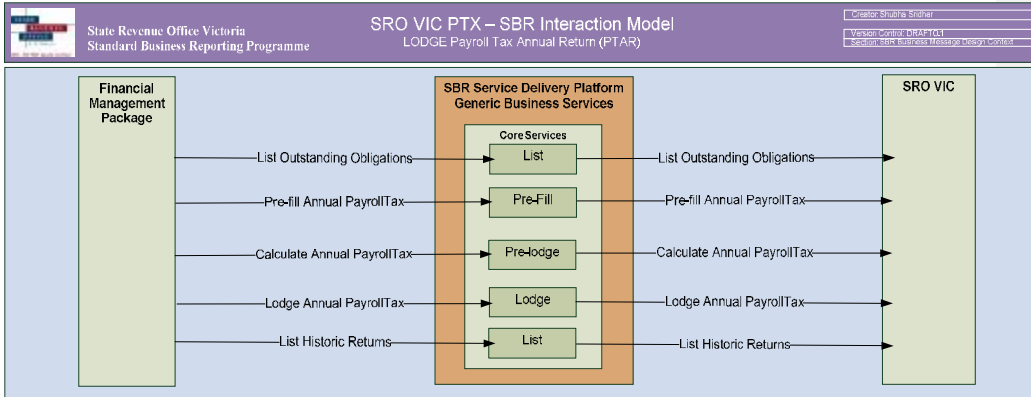 State Revenue Office Victoria
Standard Business Reporting Programme
SRO VIC PTX – SBR Interaction Model
LODGE Payroll Tax Annual Return (PTAR)
Creator: Shubha Sridher
Version Control: DRAFT0.1
Section: SBR Business Message Design Context
Financial
Management
Package
SBR Service Delivery Platform
Generic Business Services
SRO VIC
Core Services
List Outstanding Obligations
List
List Outstanding Obligations
Pre-fill Annual PayrollTax
Pre-Fill
Pre-fill Annual PayrollTax
Calculate Annual PayrollTax
Pre-lodge
Calculate Annual PayrollTax
Lodge Annual PayrollTax
Lodge
Lodge Annual PayrollTax
List Historic Returns
List
List Historic Returns